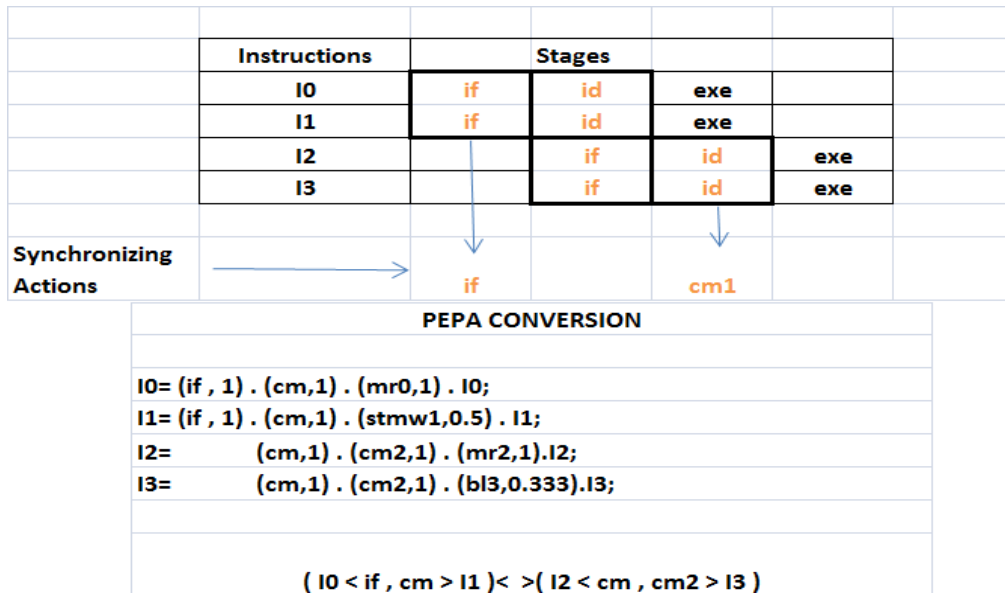 Instructions Stages
I0 if id exe
I1 if id exe
I2 if id exe
I3 if id exe
Synchronizing
Actions if cm1
PEPA CONVERSION
I0= (if , 1) . (cm,1) . (mr0,1) . I0;
I1= (if , 1) . (cm,1) . (stmw1,0.5) . I1;
I2= (cm,1) . (cm2,1) . (mr2,1).I2;
I3= (cm,1) . (cm2,1) . (bl3,0.333).I3;
( I0 < if , cm > I1 )< >( I2 < cm , cm2 > I3 )